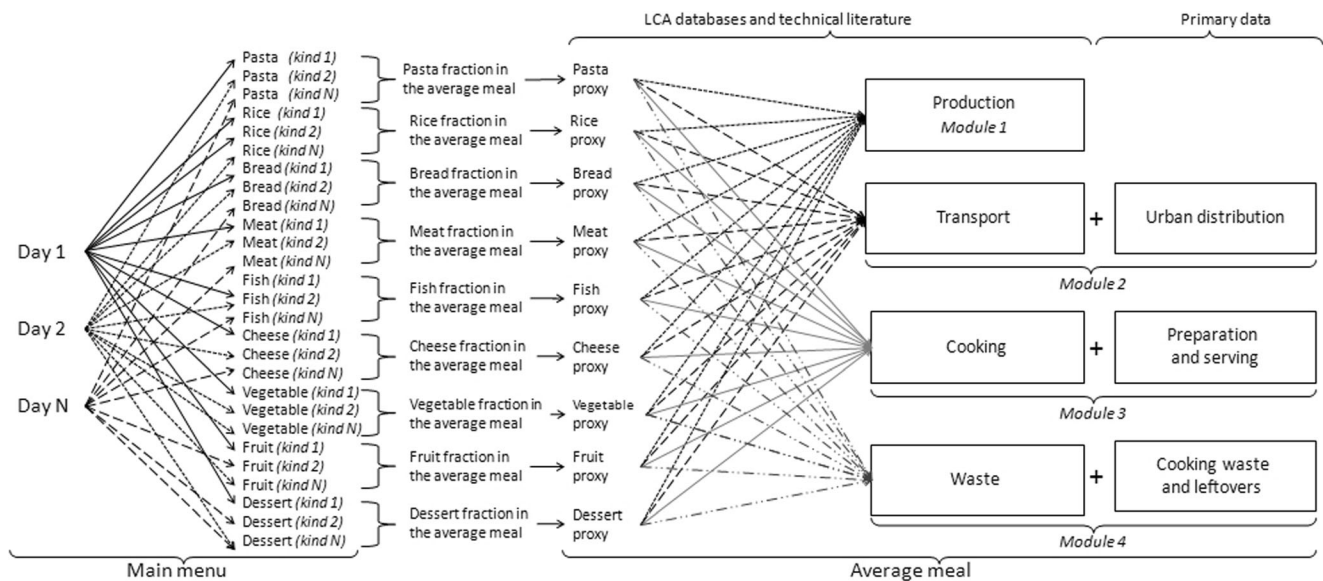 LCA databases and technical literature
Primary data
Day 1
Day 2
Day N
Pasta (kind 1)
Pasta (kind 2)
Pasta (kind N)
Rice (kind 1)
Rice (kind 2)
Rice (kind N)
Bread (kind 1)
Bread (kind 2)
Bread (kind N)
Meat (kind 1)
Meat (kind 2)
Meat (kind N)
Fish (kind 1)
Fish (kind 2)
Fish (kind N)
Cheese (kind 1)
Cheese (kind 2)
Cheese (kind N)
Vegetable (kind 1)
Vegetable (kind 2)
Vegetable (kind N)
Fruit (kind 1)
Fruit (kind 2)
Fruit (kind N)
Dessert (kind 1)
Dessert (kind 2)
Dessert (kind N)
Pasta fraction in
the average meal
Rice fraction in
the average meal
Bread fraction in
the average meal
Meat fraction in
the average meal
Fish fraction in
the average meal
Cheese fraction in
the average meal
Vegetable fraction in
the average meal
Fruit fraction in
the average meal
Dessert fraction in
the average meal
Pasta
proxy
Rice
proxy
Bread
proxy
Meat
proxy
Fish
proxy
Cheese
proxy
Vegetable
proxy
Fruit
proxy
Dessert
proxy
Production
Module 1
Transport
+
Urban distribution
Module 2
Cooking
+
Preparation
and serving
Module 3
Waste
+
Cooking waste
and leftovers
Module 4
Main menu
Average meal